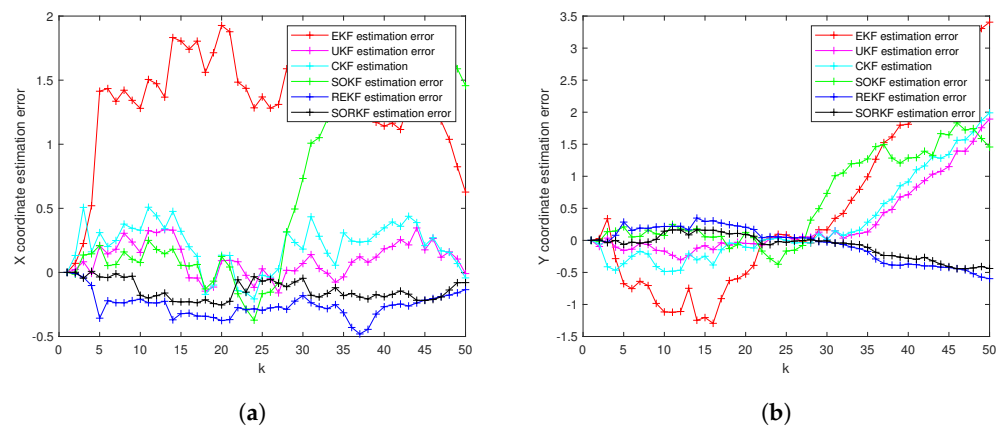 2
1.5
1
0.5
0
-0.5
X coordinate estimation error
0 5 10 15 20 25 30 35 40 45 50
k
EKF estimation error
UKF estimation error
CKF estimation
SOKF estimation error
REKF estimation error
SORKF estimation error
(a)
3.5
3
2.5
2
1.5
1
0.5
0
-0.5
-1
-1.5
Y coordinate estimation error
0 5 10 15 20 25 30 35 40 45 50
k
EKF estimation error
UKF estimation error
CKF estimation
SOKF estimation error
REKF estimation error
SORKF estimation error
(b)